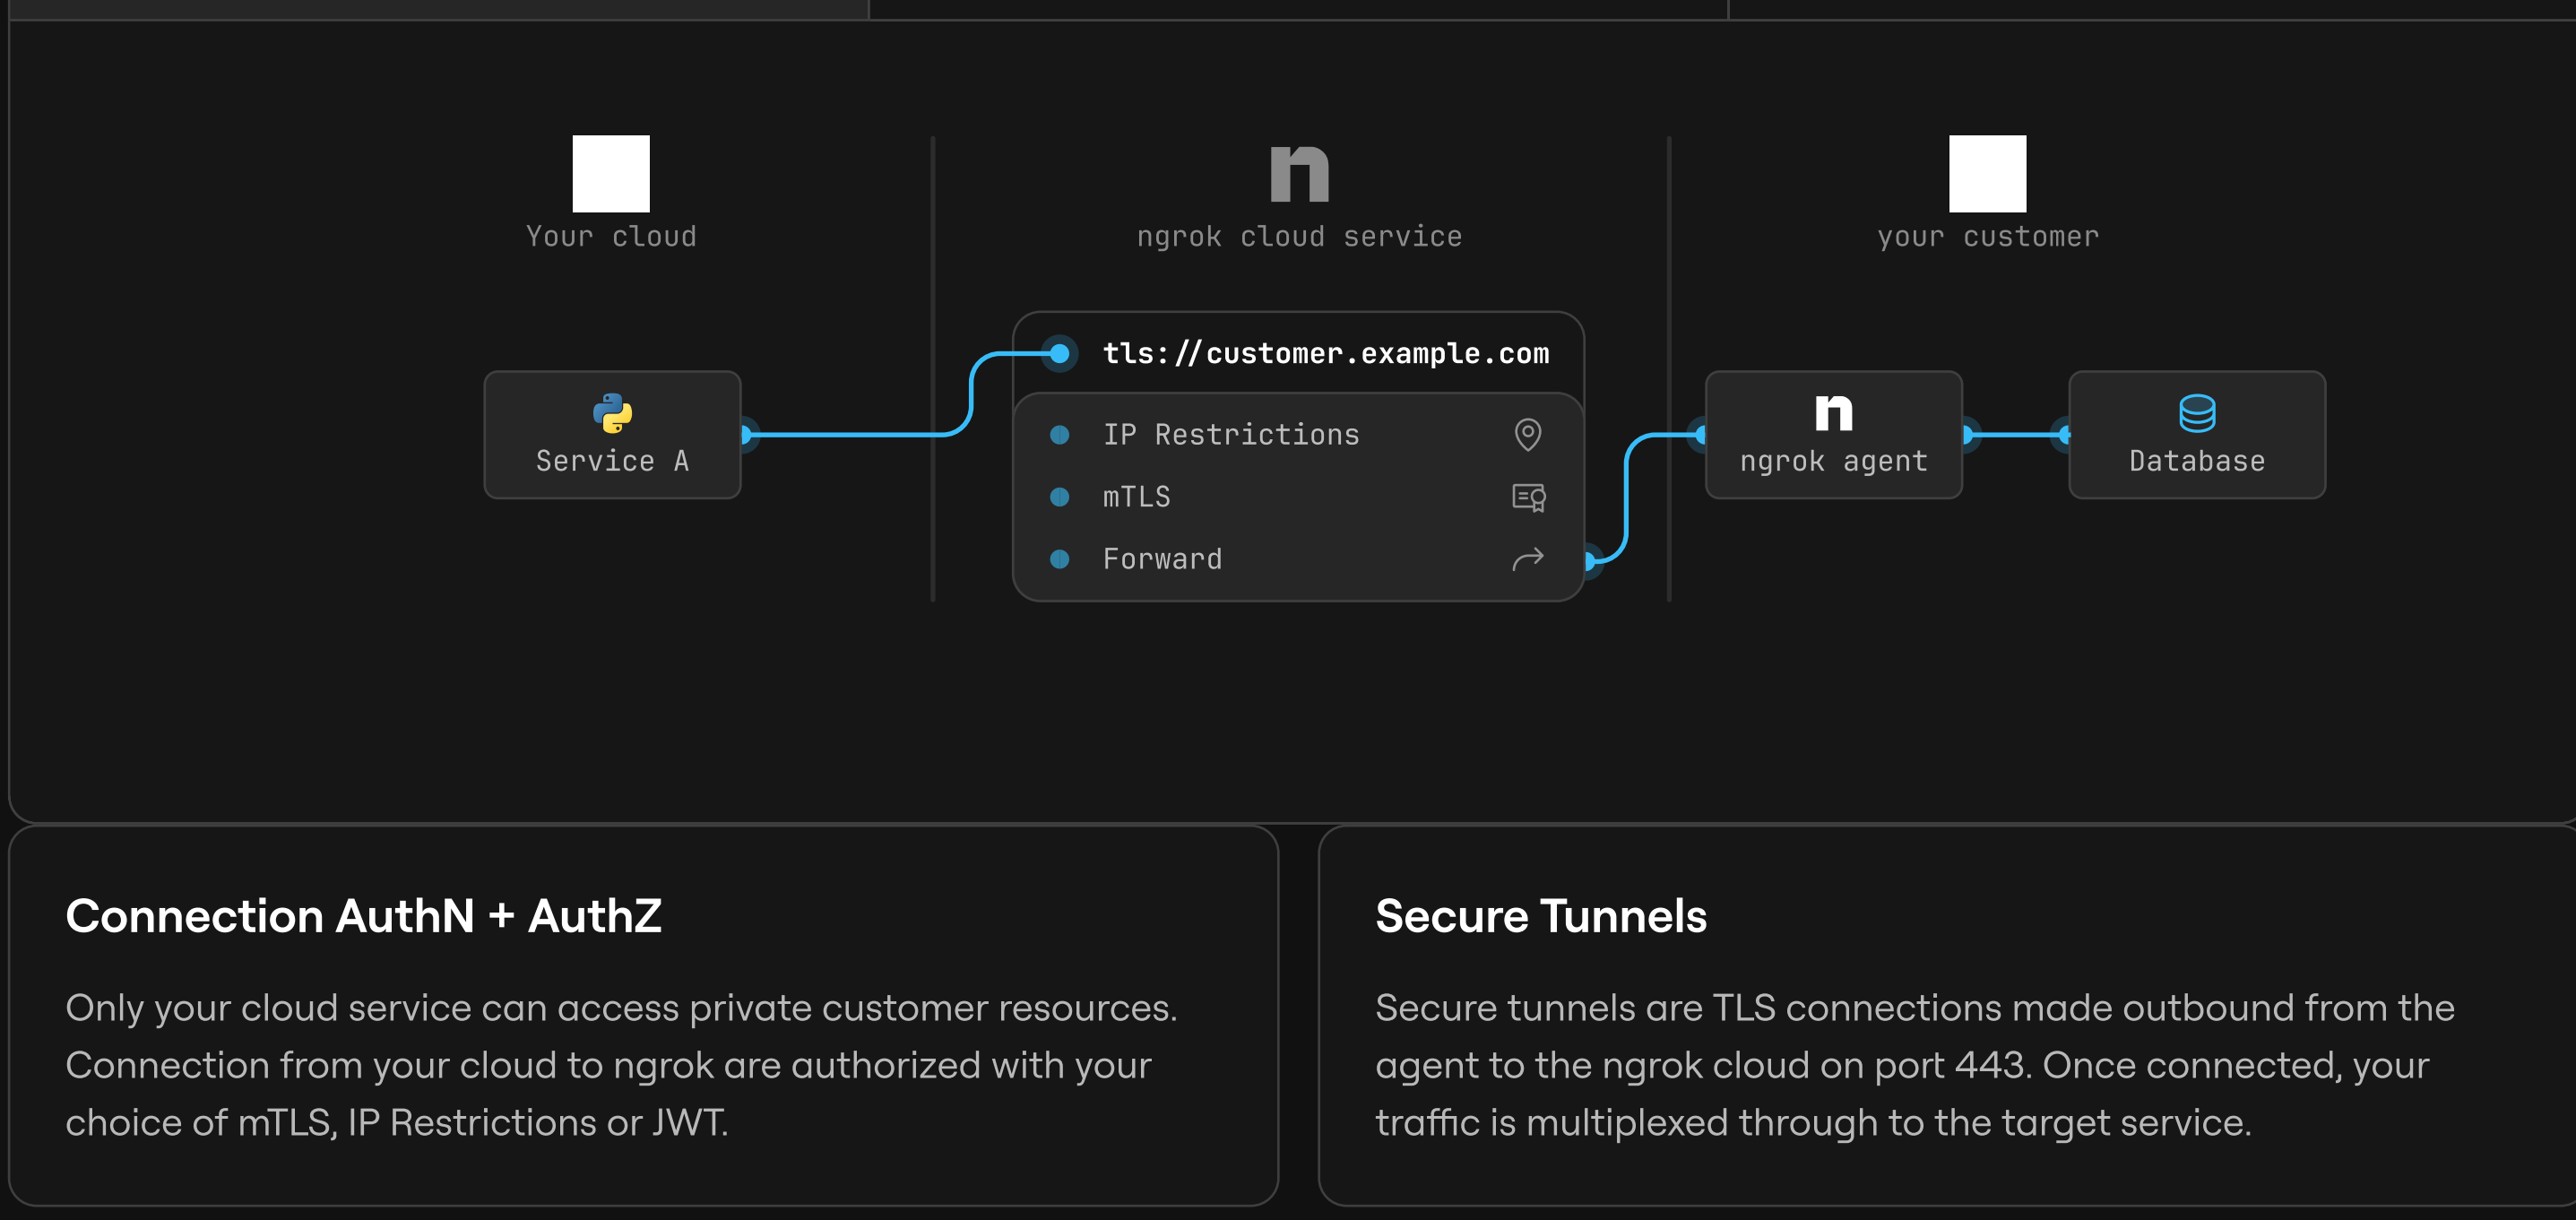 Your cloud
ngrok cloud service
your customer
tls://customer.example.com
Service A
IP Restrictions
mTLS
Forward
ngrok agent
Database
Connection AuthN + AuthZ
Only your cloud service can access private customer resources.
Connection from your cloud to ngrok are authorized with your
choice of mTLS, IP Restrictions or JWT.
Secure Tunnels
Secure tunnels are TLS connections made outbound from the
agent to the ngrok cloud on port 443. Once connected, your
traffic is multiplexed through to the target service.